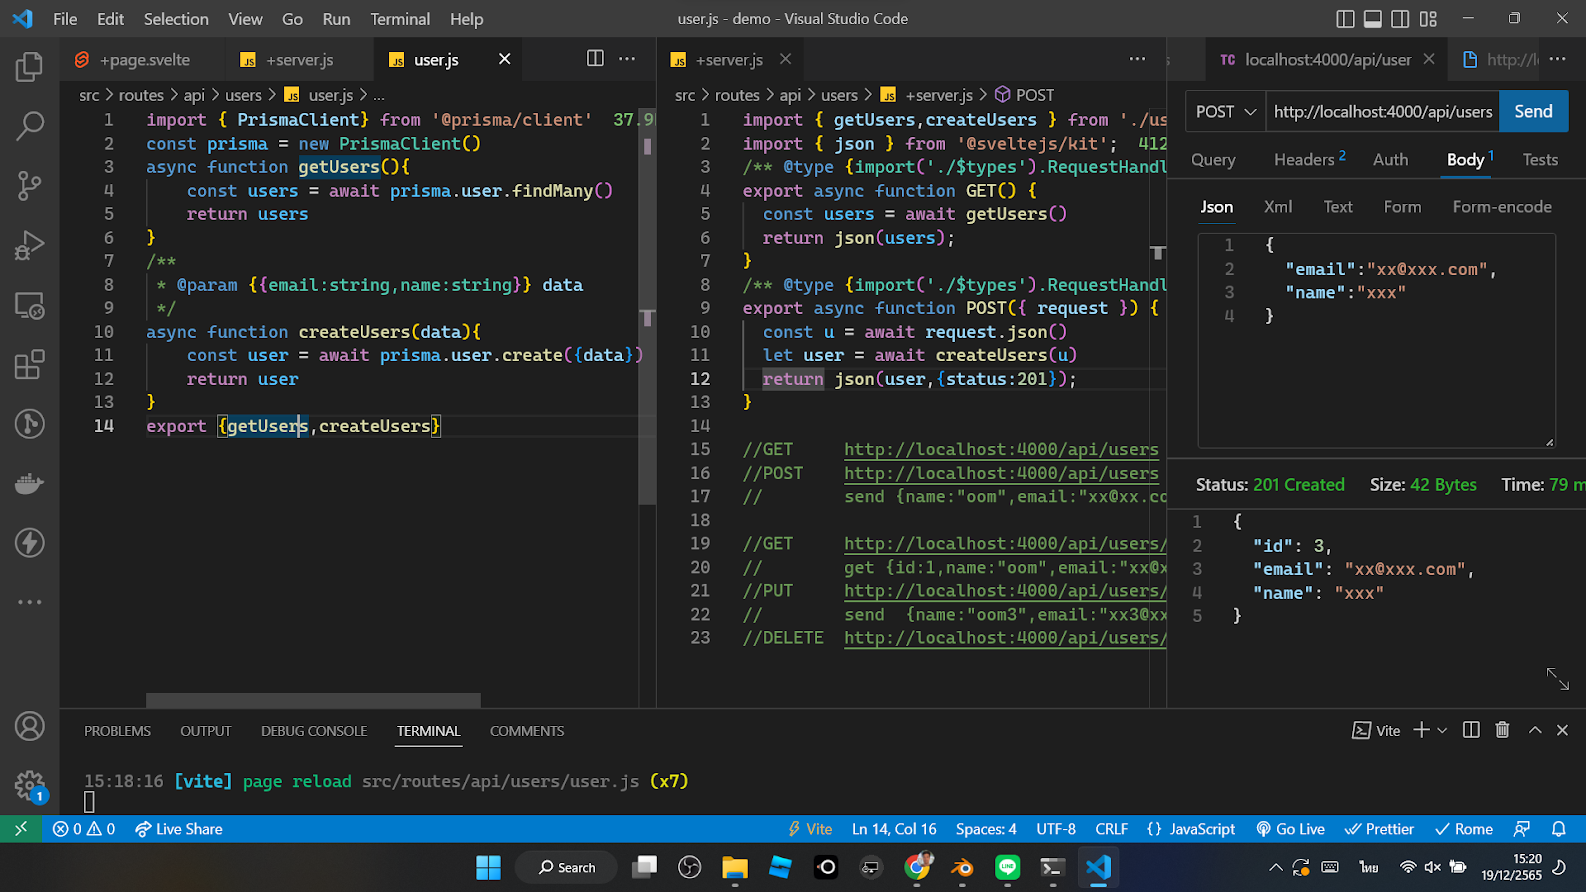 File Edit Selection View Go Run Terminal Help
user.js - demo - Visual Studio Code
+page.svelte
JS +server.js
JS user.js
src > routes > api > users > JS user.js > ...
1 import { PrismaClient} from '@prisma/client' 37.9
2 const prisma = new PrismaClient()
3 async function getUsers(){
4 const users = await prisma.user.findMany()
5 return users
6 }
7 /**
8 * @param {{email:string,name:string}} data
9 */
10 async function createUsers(data){
11 const user = await prisma.user.create({data})
12 return user
13 }
14 export {getUsers,createUsers}
JS +server.js
src > routes > api > users > JS +server.js > POST
1 import { getUsers,createUsers } from './us
2 import { json } from '@sveltejs/kit'; 412
3 /** @type {import('./$types').RequestHandl
4 export async function GET() {
5 const users = await getUsers()
6 return json(users);
7 }
8 /** @type {import('./$types').RequestHandl
9 export async function POST({ request }) {
10 const u = await request.json()
11 let user = await createUsers(u)
12 return json(user,{status:201});
13 }
14
15 //GET http://localhost:4000/api/users
16 //POST http://localhost:4000/api/users
17 // send {name:"oom",email:"xx@xx.co
18
19 //GET http://localhost:4000/api/users/
20 // get {id:1,name:"oom",email:"xx@x
21 //PUT http://localhost:4000/api/users/
22 // send {name:"oom3",email:"xx3@xx
23 //DELETE http://localhost:4000/api/users/
TC localhost:4000/api/user
http://l
POST http://localhost:4000/api/users Send
Query Headers 2 Auth Body 1 Tests
Json Xml Text Form Form-encode
1 {
2 "email":"xx@xxx.com",
3 "name":"xxx"
4 }
Status: 201 Created Size: 42 Bytes Time: 79 m
1 {
2 "id": 3,
3 "email": "xx@xxx.com",
4 "name": "xxx"
5 }
PROBLEMS OUTPUT DEBUG CONSOLE TERMINAL COMMENTS
Vite
15:18:16 [vite] page reload src/routes/api/users/user.js (x7)
1
0 0 Live Share
Vite Ln 14, Col 16 Spaces: 4 UTF-8 CRLF {} JavaScript Go Live Prettier Rome
Search
LINE
ไทย
15:20
19/12/2565